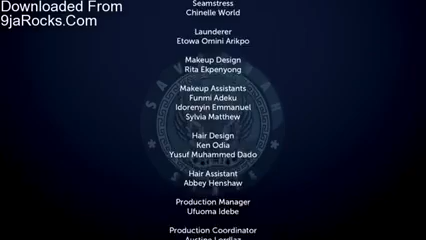 Downloaded From
9jaRocks.Com
Seamstress
Chinelle World
Launderer
Etowa Omini Arikpo
Makeup Design
Rita Ekpenyong
Makeup Assistants
Funmi Adeku
Idorenyin Emmanuel
Sylvia Matthew
Hair Design
Ken Odia
Yusuf Muhammed Dado
Hair Assistant
Abbey Henshaw
Production Manager
Ufuoma Idebe
Production Coordinator